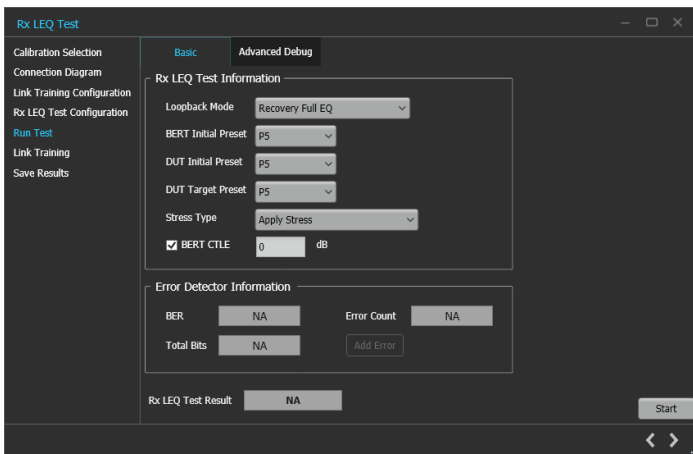 Rx LEQ Test
Calibration Selection
Connection Diagram
Link Training Configuration
Rx LEQ Test Configuration
Run Test
Link Training
Save Results
Basic Advanced Debug
Rx LEQ Test Information
Loopback Mode Recovery Full EQ
BERT Initial Preset P5
DUT Initial Preset P5
DUT Target Preset P5
Stress Type Apply Stress
BERT CTLE 0 dB
Error Detector Information
BER NA Error Count NA
Total Bits NA Add Error
Rx LEQ Test Result NA
Start